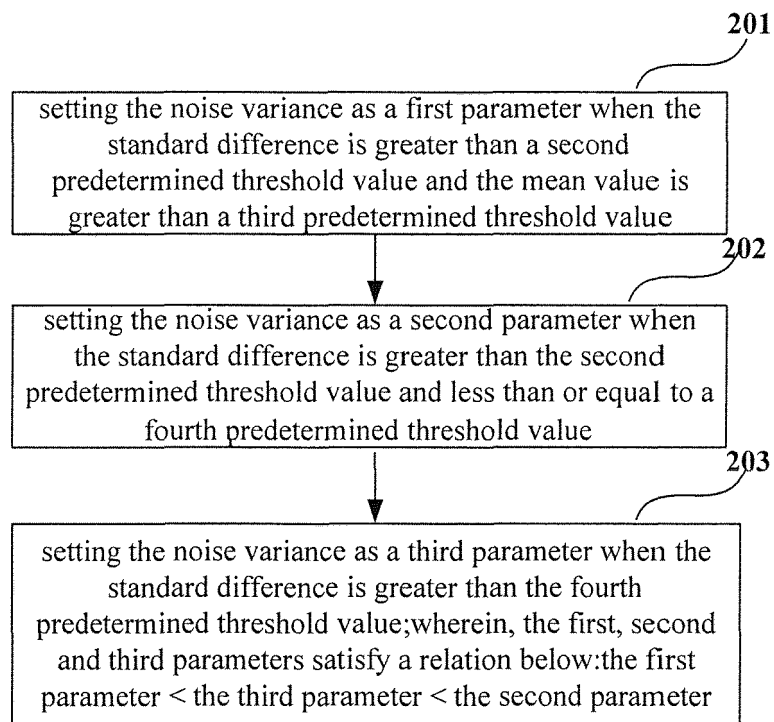 201
setting the noise variance as a first parameter when the
standard difference is greater than a second
predetermined threshold value and the mean value is
greater than a third predetermined threshold value
202
setting the noise variance as a second parameter when
the standard difference is greater than the second
predetermined threshold value and less than or equal to a
fourth predetermined threshold value
203
setting the noise variance as a third parameter when the
standard difference is greater than the fourth
predetermined threshold value;wherein, the first, second
and third parameters satisfy a relation below:the first
parameter < the third parameter < the second parameter